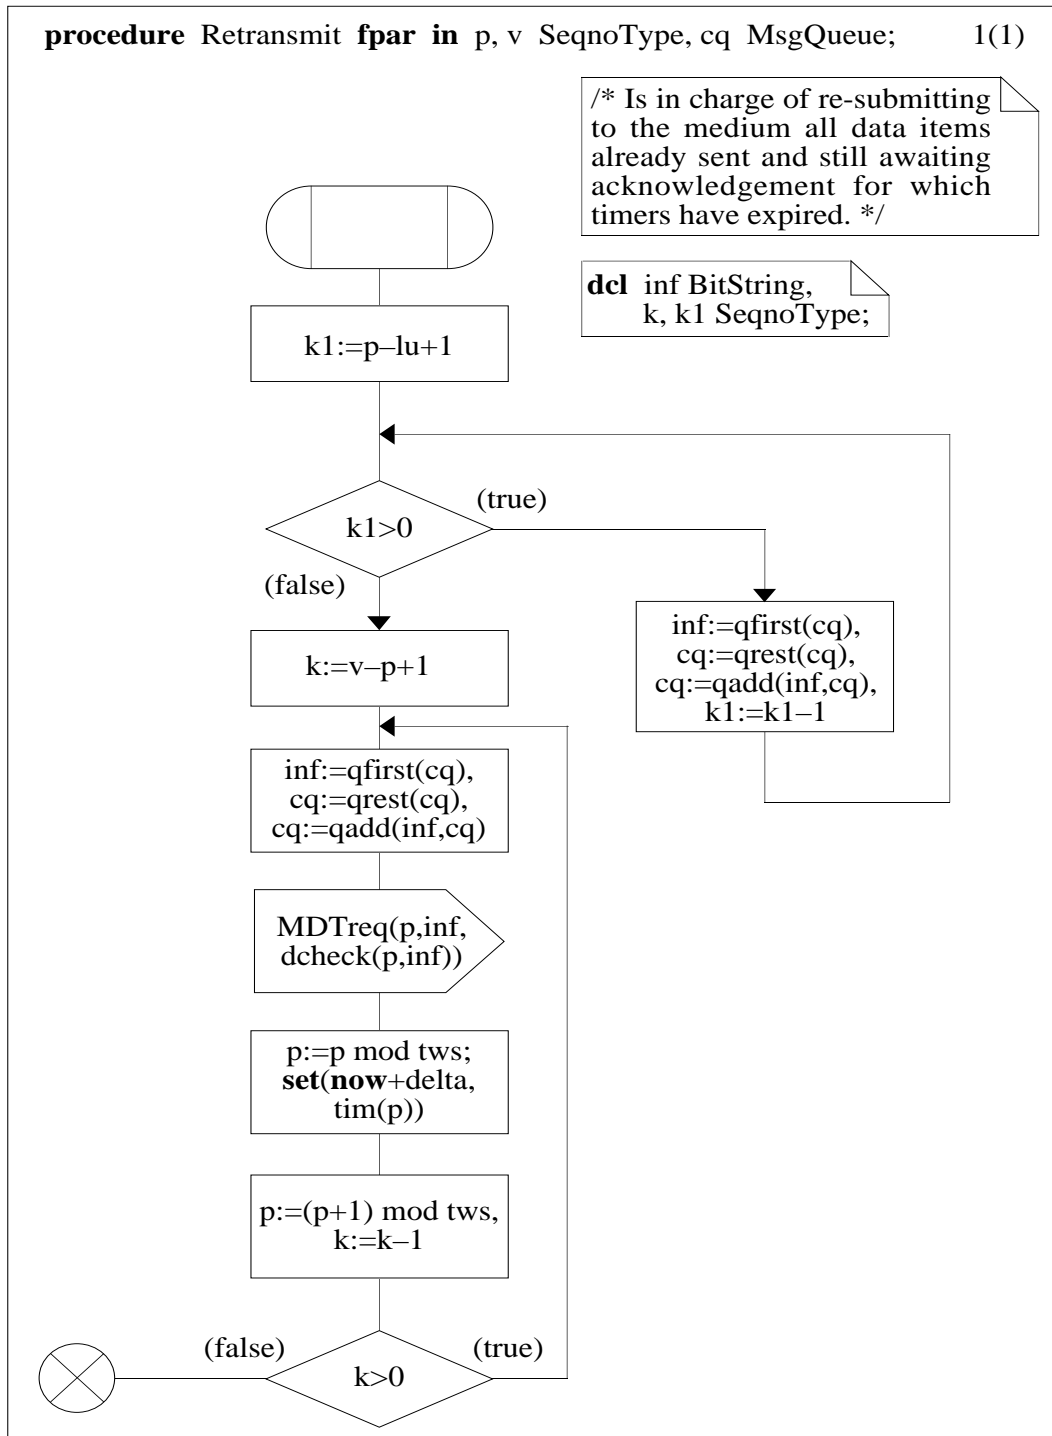 procedure Retransmit fpar in p, v SeqnoType, cq MsgQueue; 1(1)
/* Is in charge of re-submitting
to the medium all data items
already sent and still awaiting
acknowledgement for which
timers have expired. */
dcl inf BitString,
k, k1 SeqnoType;
k1:=p–lu+1
k1>0
(true)
(false)
inf:=qfirst(cq),
cq:=qrest(cq),
cq:=qadd(inf,cq),
k1:=k1–1
k:=v–p+1
inf:=qfirst(cq),
cq:=qrest(cq),
cq:=qadd(inf,cq)
MDTreq(p,inf,
dcheck(p,inf))
p:=p mod tws;
set(now+delta,
tim(p))
p:=(p+1) mod tws,
k:=k–1
(false)
(true)
k>0